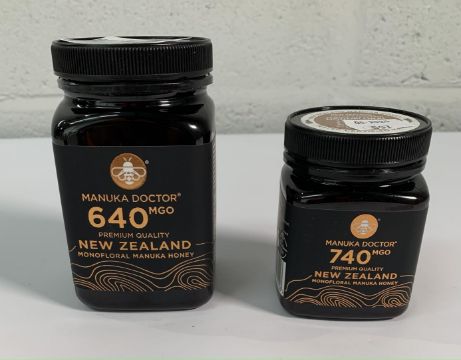 MANUKA DOCTOR®
640 MGO
PREMIUM QUALITY
NEW ZEALAND
MONOFLORAL MANUKA HONEY
MANUKA DOCTOR®
740 MGO
PREMIUM QUALITY
NEW ZEALAND
MONOFLORAL MANUKA HONEY